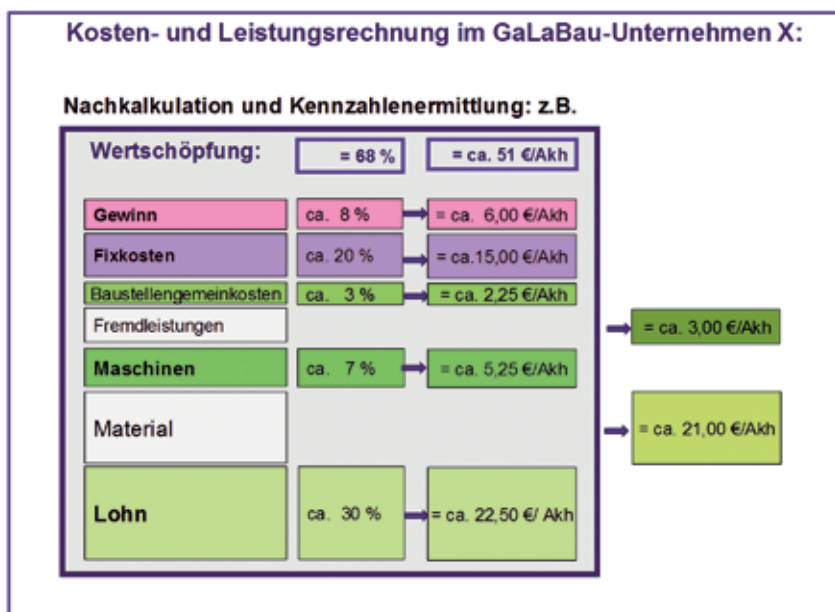 Kosten- und Leistungsrechnung im GaLaBau-Unternehmen X:
Nachkalkulation und Kennzahlenermittlung: z.B.
Wertschöpfung: = 68 % = ca. 51 €/Akh
Gewinn ca. 8 % = ca. 6,00 €/Akh
Fixkosten ca. 20 % = ca.15,00 €/Akh
Baustellengemeinkosten ca. 3 % = ca. 2,25 €/Akh
Fremdleistungen = ca. 3,00 €/Akh
Maschinen ca. 7 % = ca. 5,25 €/Akh
Material = ca. 21,00 €/Akh
Lohn ca. 30 % = ca. 22,50 €/ Akh